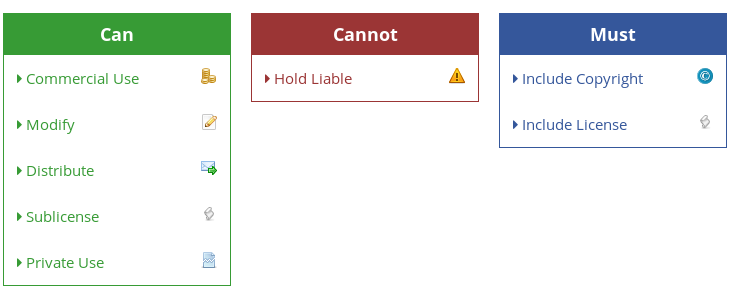 Can
Commercial Use
Modify
Distribute
Sublicense
Private Use
Cannot
Hold Liable
Must
Include Copyright
Include License